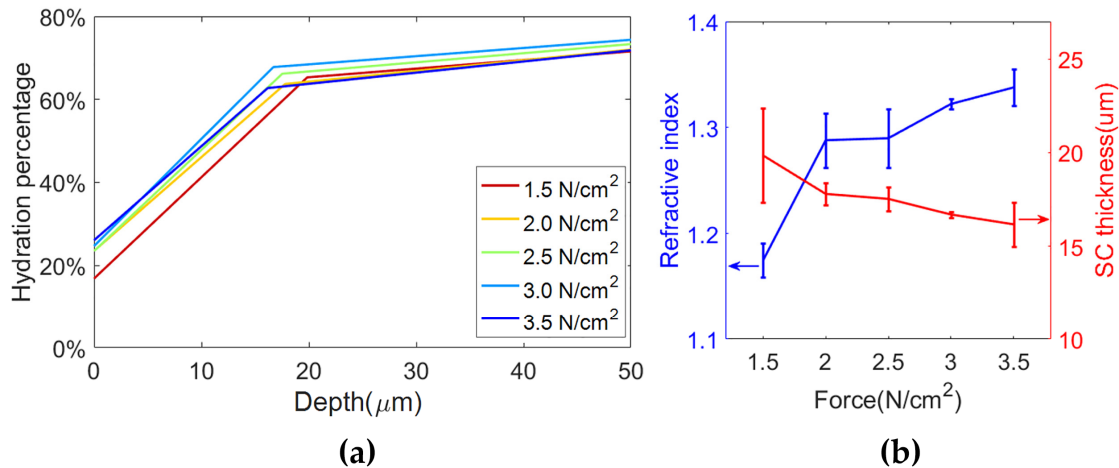 80%
60%
40%
20%
0%
Hydration percentage
0
10
20
30
40
50
Depth(μm)
1.5 N/cm²
2.0 N/cm²
2.5 N/cm²
3.0 N/cm²
3.5 N/cm²
(a)
1.4
1.3
1.2
1.1
Refractive index
25
20
15
10
SC thickness(um)
1.5
2
2.5
3
3.5
Force(N/cm²)
(b)